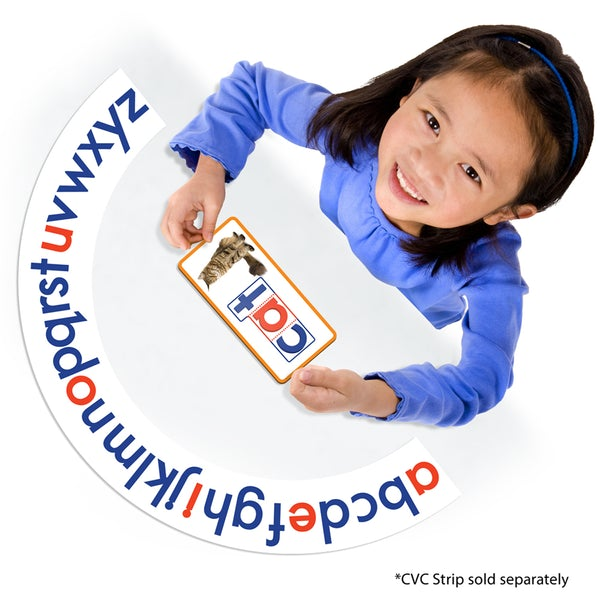 abcdefghijklmnopqrstuvwxyz
cat
*CVC Strip sold separately